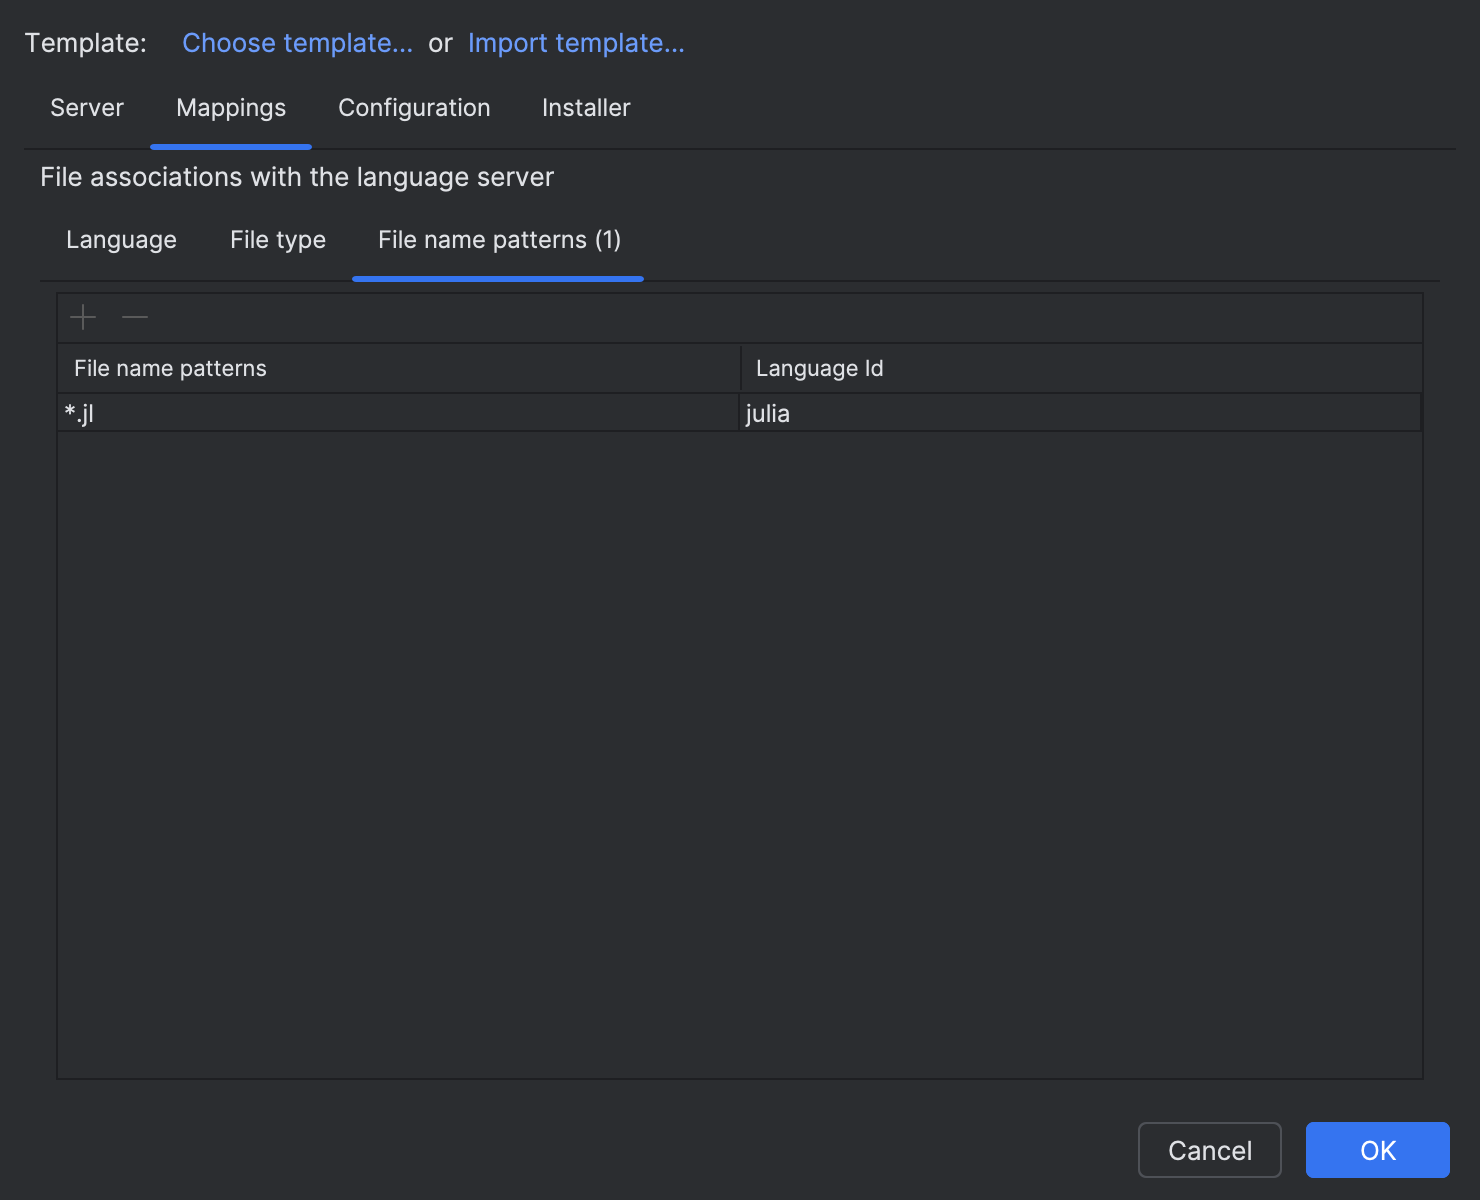 Template: Choose template... or Import template...
Server Mappings Configuration Installer
File associations with the language server
Language File type File name patterns (1)
File name patterns Language Id
*.jl julia
Cancel OK